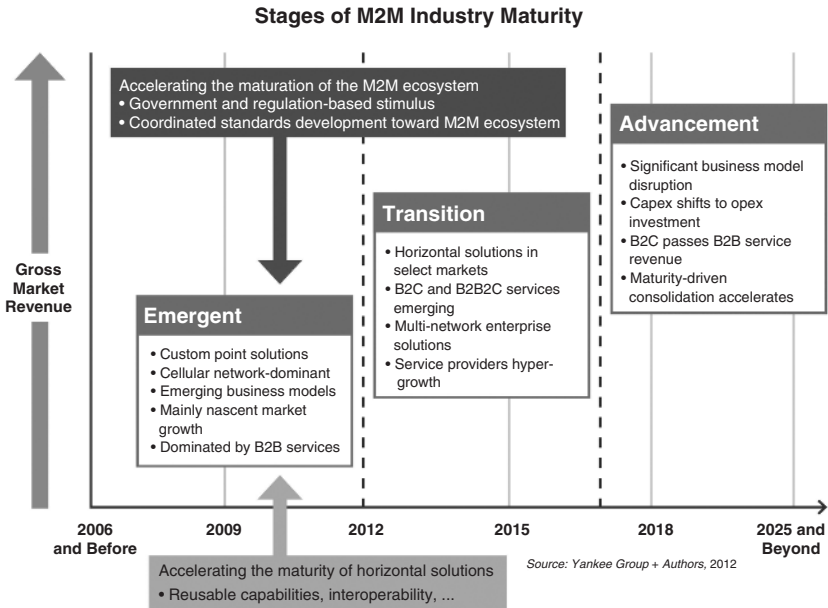 Stages of M2M Industry Maturity
Accelerating the maturation of the M2M ecosystem
• Government and regulation-based stimulus
• Coordinated standards development toward M2M ecosystem
Gross
Market
Revenue
Emergent
• Custom point solutions
• Cellular network-dominant
• Emerging business models
• Mainly nascent market
growth
• Dominated by B2B services
Transition
• Horizontal solutions in
select markets
• B2C and B2B2C services
emerging
• Multi-network enterprise
solutions
• Service providers hyper-
growth
Advancement
• Significant business model
disruption
• Capex shifts to opex
investment
• B2C passes B2B service
revenue
• Maturity-driven
consolidation accelerates
2006
and Before
2009
2012
2015
2018
2025 and
Beyond
Accelerating the maturity of horizontal solutions
• Reusable capabilities, interoperability, ...
Source: Yankee Group + Authors, 2012